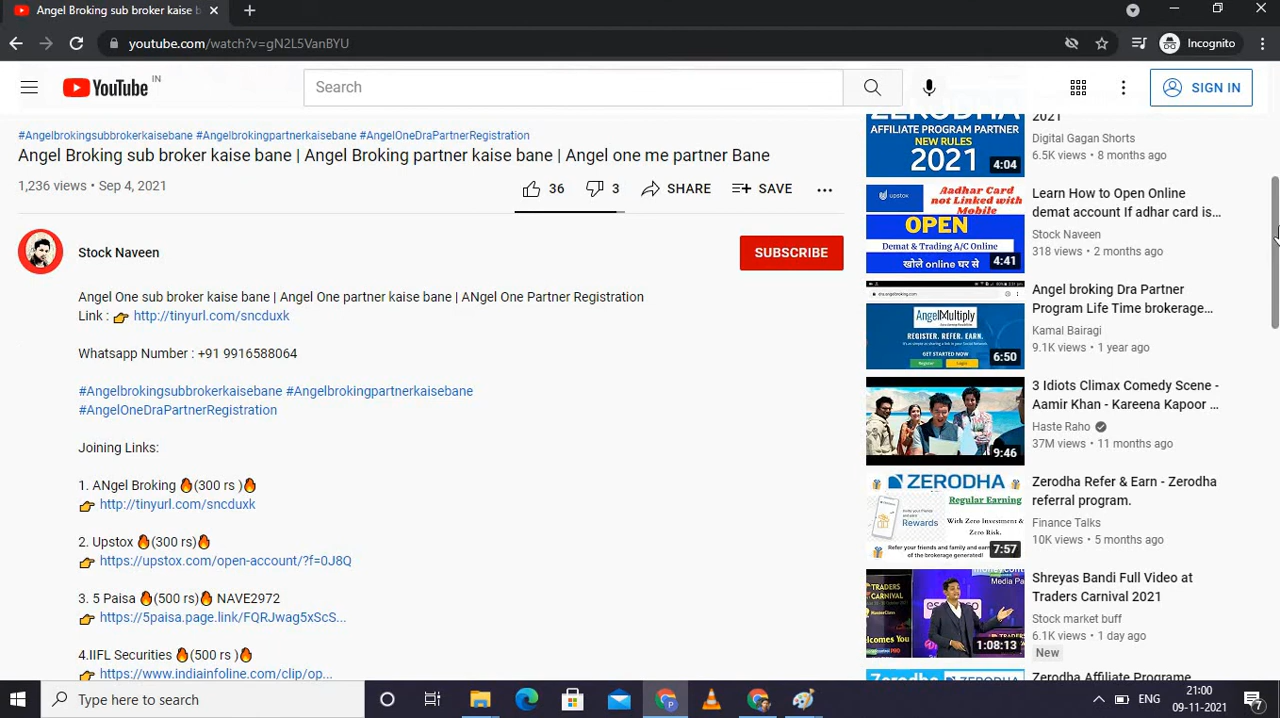 Angel Broking sub broker kaise b
youtube.com/watch?v=gN2L5VanBYU
Incognito
YouTube IN
Search
SIGN IN
#Angelbrokingsubbrokerkaisebane #Angelbrokingpartnerkaisebane #AngelOneDraPartnerRegistration
Angel Broking sub broker kaise bane | Angel Broking partner kaise bane | Angel one me partner Bane
1,236 views • Sep 4, 2021
36
3
SHARE
SAVE
Stock Naveen
SUBSCRIBE
Angel One sub broker kaise bane | Ange One partner kaise bane | ANgel One Partner Registration
Link : 👉 http://tinyurl.com/sncduxk
Whatsapp Number : +91 9916588064
#Angelbrokingsubbrokerkaisebane #Angelbrokingpartnerkaisebane
#AngelOneDraPartnerRegistration
Joining Links:
1. ANgel Broking 🔥(300 rs )🔥
👉 http://tinyurl.com/sncduxk
2. Upstox 🔥(300 rs)🔥
👉 https://upstox.com/open-account/?f=0J8Q
3. 5 Paisa 🔥(500 rs)🔥 NAVE2972
👉 https://5paisa.page.link/FQRJwag5xScS...
4.IIFL Securities 🔥(500 rs )🔥
👉 https://www.indiainfoline.com/clip/op...
ZERODHA
AFFILIATE PROGRAM PARTNER
NEW RULES
2021
4:04
2021
Digital Gagan Shorts
6.5K views • 8 months ago
upstox
Aadhar Card
not Linked with
Mobile
OPEN
Demat & Trading A/C Online
खोले online घर से
4:41
Learn How to Open Online
demat account If adhar card is...
Stock Naveen
318 views • 2 months ago
AngelMultiply
REGISTER. REFER. EARN.
GET STARTED NOW
Register
Login
6:50
Angel broking Dra Partner
Program Life Time brokerage...
Kamal Bairagi
9.1K views • 1 year ago
9:46
3 Idiots Climax Comedy Scene -
Aamir Khan - Kareena Kapoor ...
Haste Raho
37M views • 11 months ago
ZERODHA
Regular Earning
Rewards
With Zero Investment &
Zero Risk.
Refer your friends and family and earn
of the brokerage generated!
7:57
Zerodha Refer & Earn - Zerodha
referral program.
Finance Talks
10K views • 5 months ago
Media Pa
TRADERS
CARNIVAL
elcomes You
1:08:13
Shreyas Bandi Full Video at
Traders Carnival 2021
Stock market buff
6.1K views • 1 day ago
New
Zerodha Affiliate Programe
Type here to search
ENG
21:00
09-11-2021
7